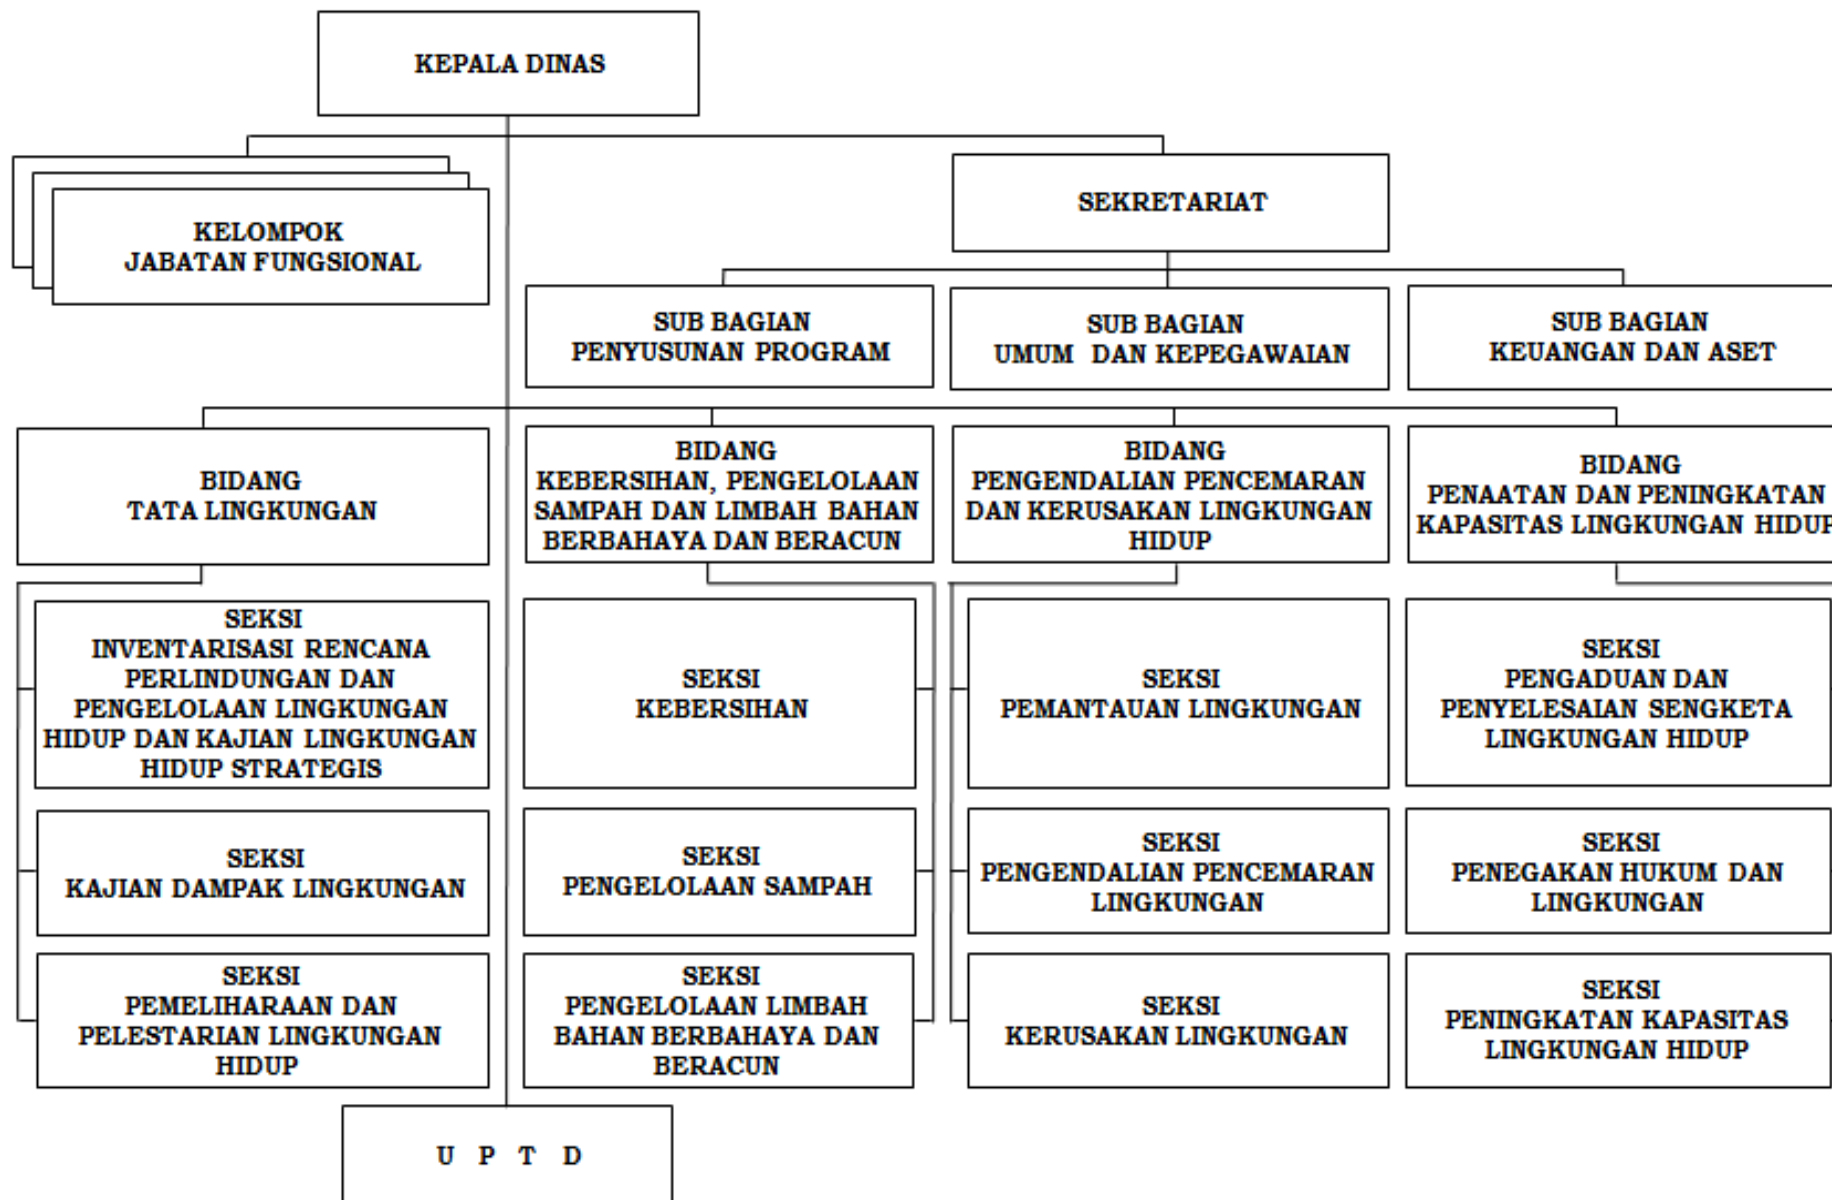 KEPALA DINAS
KELOMPOK
JABATAN FUNGSIONAL
SEKRETARIAT
SUB BAGIAN
PENYUSUNAN PROGRAM
SUB BAGIAN
UMUM DAN KEPEGAWAIAN
SUB BAGIAN
KEUANGAN DAN ASET
BIDANG
TATA LINGKUNGAN
BIDANG
KEBERSIHAN, PENGELOLAAN
SAMPAH DAN LIMBAH BAHAN
BERBAHAYA DAN BERACUN
BIDANG
PENGENDALIAN PENCEMARAN
DAN KERUSAKAN LINGKUNGAN
HIDUP
BIDANG
PENAATAN DAN PENINGKATAN
KAPASITAS LINGKUNGAN HIDUP
SEKSI
INVENTARISASI RENCANA
PERLINDUNGAN DAN
PENGELOLAAN LINGKUNGAN
HIDUP DAN KAJIAN LINGKUNGAN
HIDUP STRATEGIS
SEKSI
KEBERSIHAN
SEKSI
PEMANTAUAN LINGKUNGAN
SEKSI
PENGADUAN DAN
PENYELESAIAN SENGKETA
LINGKUNGAN HIDUP
SEKSI
KAJIAN DAMPAK LINGKUNGAN
SEKSI
PENGELOLAAN SAMPAH
SEKSI
PENGENDALIAN PENCEMARAN
LINGKUNGAN
SEKSI
PENEGAKAN HUKUM DAN
LINGKUNGAN
SEKSI
PEMELIHARAAN DAN
PELESTARIAN LINGKUNGAN
HIDUP
SEKSI
PENGELOLAAN LIMBAH
BAHAN BERBAHAYA DAN
BERACUN
SEKSI
KERUSAKAN LINGKUNGAN
SEKSI
PENINGKATAN KAPASITAS
LINGKUNGAN HIDUP
U P T D